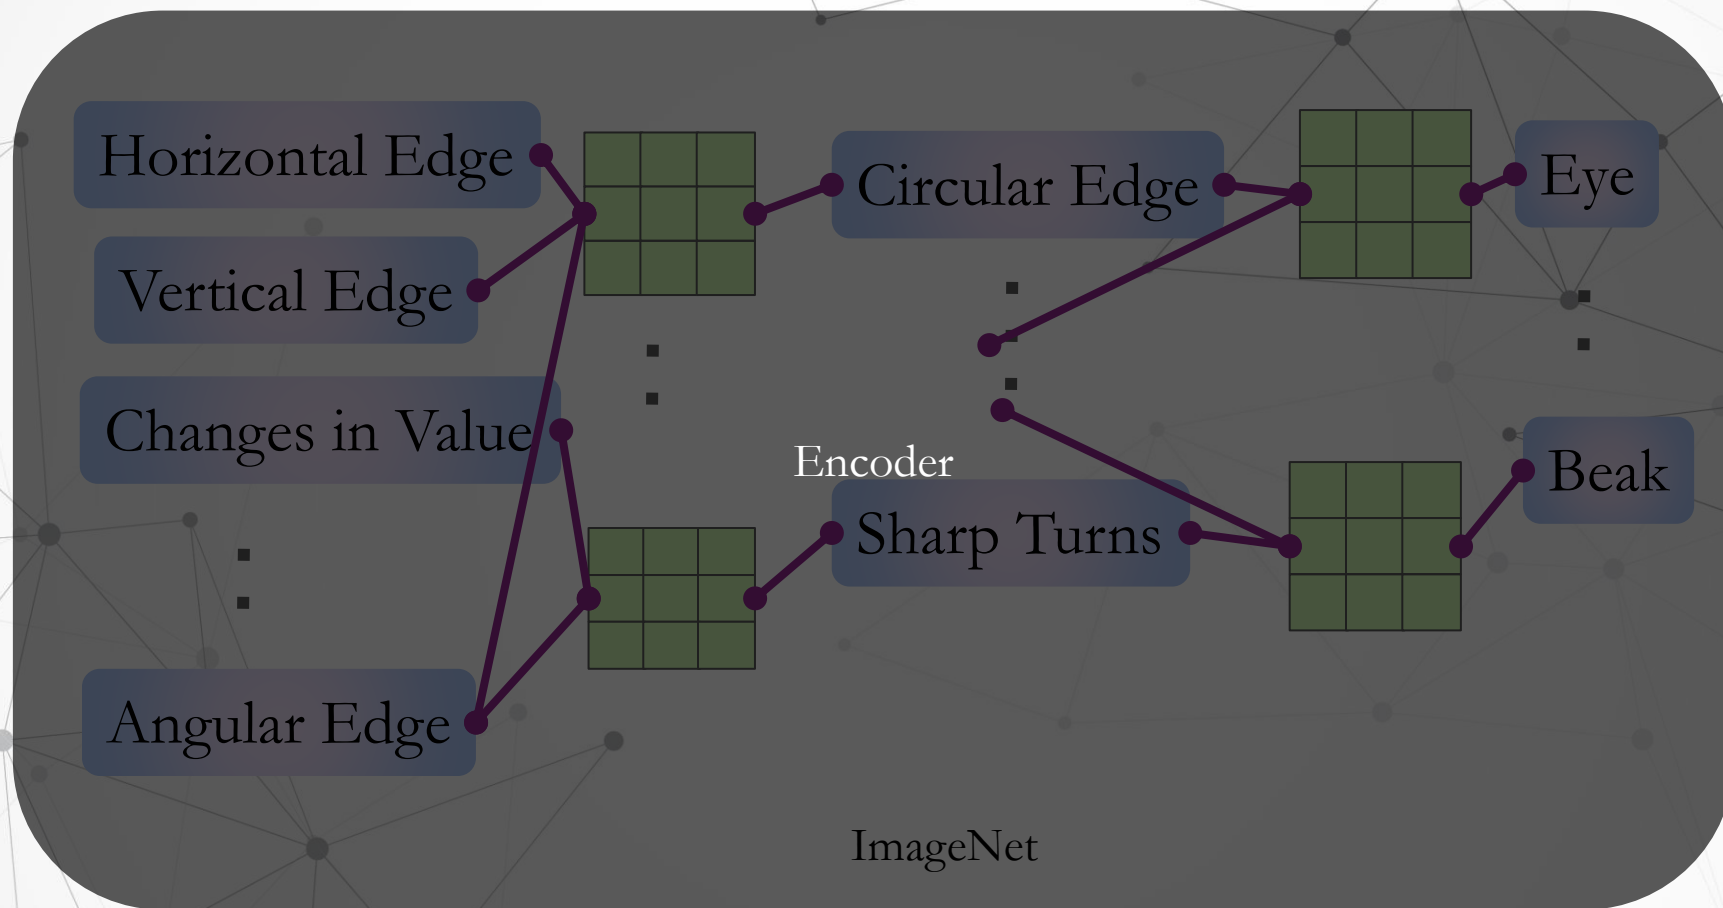 Horizontal Edge
Vertical Edge
Changes in Value
Angular Edge
Circular Edge
Encoder
Sharp Turns
Eye
Beak
ImageNet